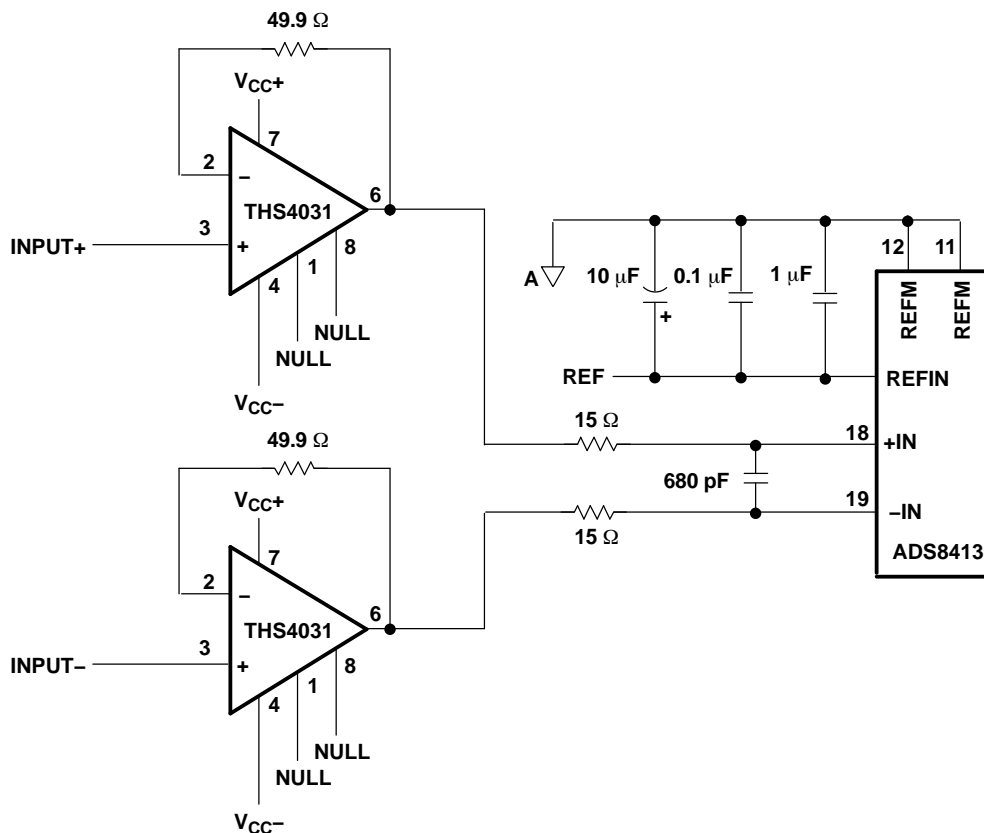 49.9 Ω
VCC+
7
2
−
6
THS4031
3
+
8
INPUT+
1
4
NULL
NULL
VCC−
12
11
A
10 μF
0.1 μF
1 μF
+
REFM
REFM
REF
REFIN
15 Ω
18
+IN
680 pF
19
−IN
15 Ω
ADS8413
49.9 Ω
VCC+
7
2
−
6
THS4031
3
+
8
INPUT−
1
4
NULL
NULL
VCC−